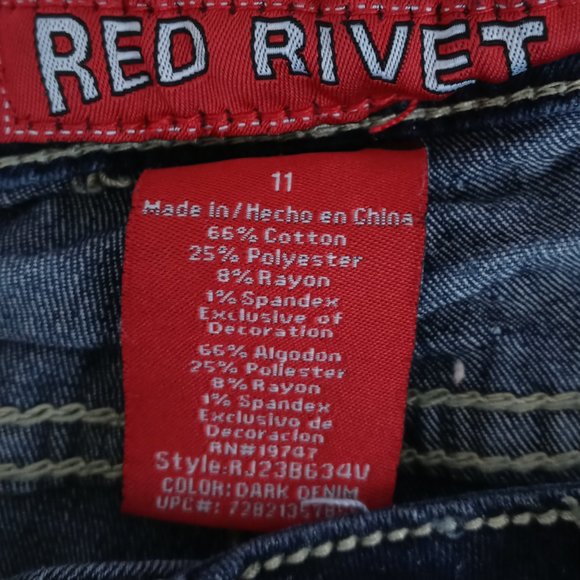 RED RIVET
11
Made in/Hecho en China
66% Cotton
25% Polyester
8% Rayon
1% Spandex
Exclusive of
Decoration
66% Algodon
25% Poliester
8% Rayon
1% Spandex
Exclusivo de
Decoracion
RN#19747
Style:RJ23B634V
COLOR:DARK DENIM
UPC#: